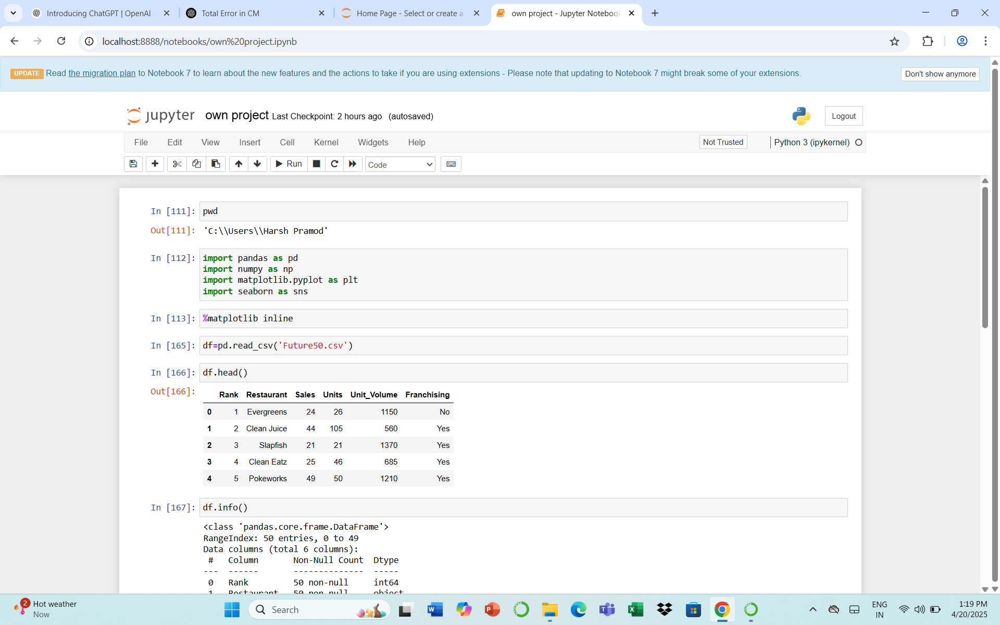 Introducing ChatGPT | OpenAI
Total Error in CM
Home Page - Select or create a
own project - Jupyter Notebook
localhost:8888/notebooks/own%20project.ipynb
UPDATE Read the migration plan to Notebook 7 to learn about the new features and the actions to take if you are using extensions - Please note that updating to Notebook 7 might break some of your extensions.
Don't show anymore
jupyter own project Last Checkpoint: 2 hours ago (autosaved)
Logout
File Edit View Insert Cell Kernel Widgets Help
Not Trusted
Python 3 (ipykernel)
Run
Code
In [111]: pwd
Out[111]: 'C:\\Users\\Harsh Pramod'
In [112]: import pandas as pd
import numpy as np
import matplotlib.pyplot as plt
import seaborn as sns
In [113]: %matplotlib inline
In [165]: df=pd.read_csv('Future50.csv')
In [166]: df.head()
Out[166]:
Rank Restaurant Sales Units Unit_Volume Franchising
0 1 Evergreens 24 26 1150 No
1 2 Clean Juice 44 105 560 Yes
2 3 Slapfish 21 21 1370 Yes
3 4 Clean Eatz 25 46 685 Yes
4 5 Pokeworks 49 50 1210 Yes
In [167]: df.info()
<class 'pandas.core.frame.DataFrame'>
RangeIndex: 50 entries, 0 to 49
Data columns (total 6 columns):
# Column Non-Null Count Dtype
--- ------ -------------- -----
0 Rank 50 non-null int64
1 Restaurant 50 non-null object
2
Hot weather
Now
Search
ENG
IN
1:19 PM
4/20/2025